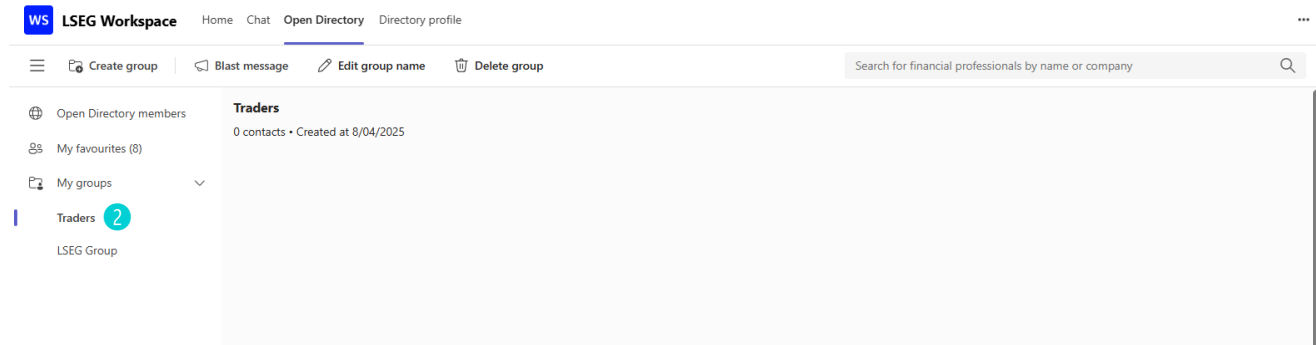 WS LSEG Workspace Home Chat Open Directory Directory profile
Create group Blast message Edit group name Delete group Search for financial professionals by name or company
Open Directory members
My favourites (8)
My groups
Traders 2
LSEG Group
Traders
0 contacts • Created at 8/04/2025